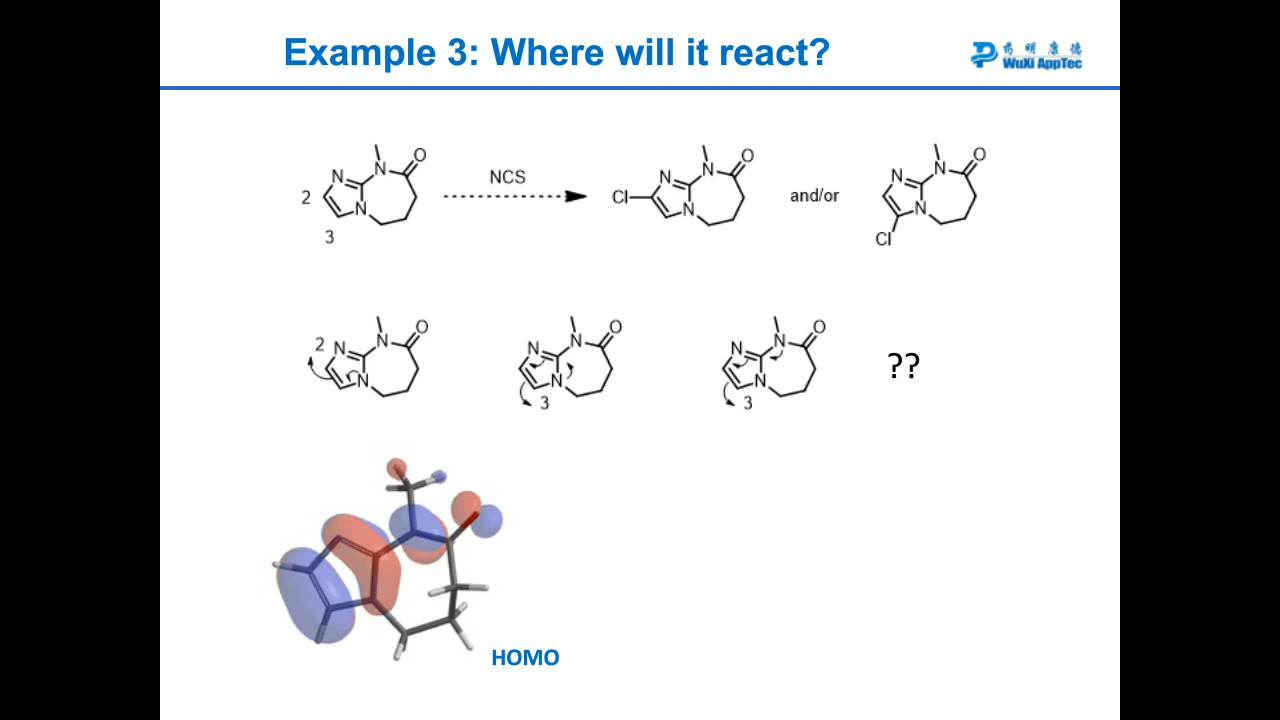 Example 3: Where will it react?
药 明 康 德
WuXi AppTec
N N O 2 N 3
NCS
N N O Cl N
and/or
N N O N Cl
2 N N O N
N N O N 3
N N O N 3
??
HOMO